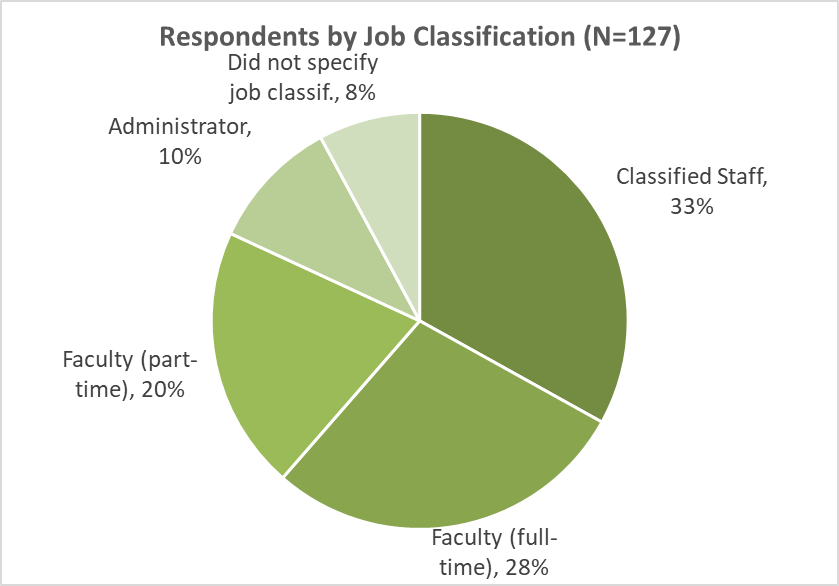 Respondents by Job Classification (N=127)
Did not specify
job classif., 8%
Administrator,
10%
Classified Staff,
33%
Faculty (part-
time), 20%
Faculty (full-
time), 28%